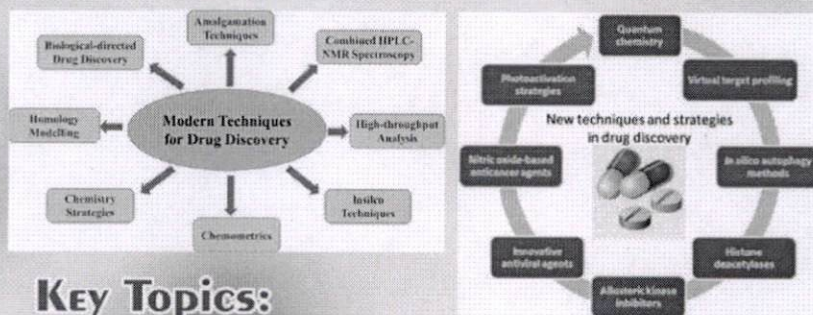 Amalgamation
Techniques
Biological-directed
Drug Discovery
Combined HPLC-
NMR Spectroscopy
Homology
Modelling
Modern Techniques
for Drug Discovery
High-throughput
Analysis
Chemistry
Strategies
Chemometrics
Insilco
Techniques
Quantum
chemistry
Photoactivation
strategies
Virtual target profiling
New techniques and strategies
in drug discovery
Nitric oxide-based
anticancer agents
In silico autophagy
methods
Innovative
antiviral agents
Histone
deacetylases
Allosteric kinase
inhibitors
Key Topics: